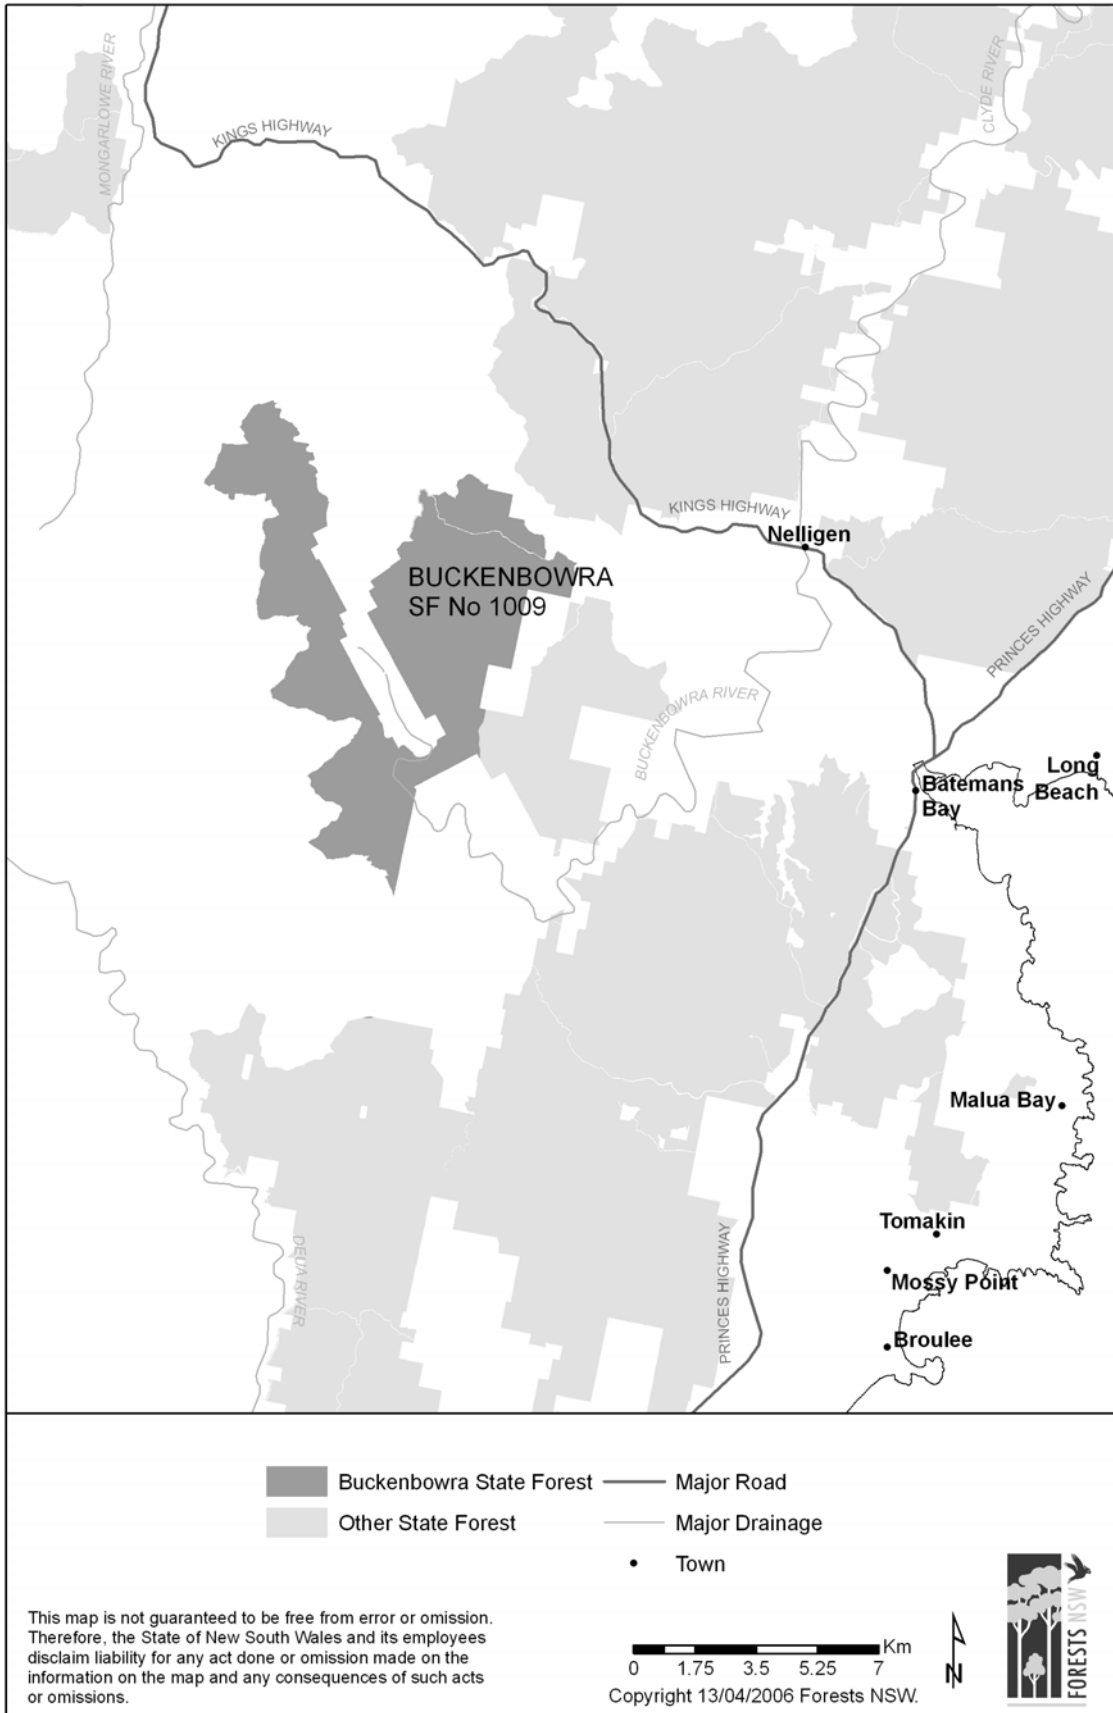 MONGARLOWE RIVER
KINGS HIGHWAY
CLYDE RIVER
KINGS HIGHWAY
Nelligen
BUCKENBOWRA
SF No 1009
PRINCES HIGHWAY
BUCKENBOWRA RIVER
Long
Beach
Batemans
Bay
Malua Bay
Tomakin
Mossy Point
Broulee
DEUA RIVER
PRINCES HIGHWAY
Buckenbowra State Forest
Major Road
Other State Forest
Major Drainage
Town
This map is not guaranteed to be free from error or omission.
Therefore, the State of New South Wales and its employees
disclaim liability for any act done or omission made on the
information on the map and any consequences of such acts
or omissions.
Km
0 1.75 3.5 5.25 7
Copyright 13/04/2006 Forests NSW.
N
FORESTS NSW